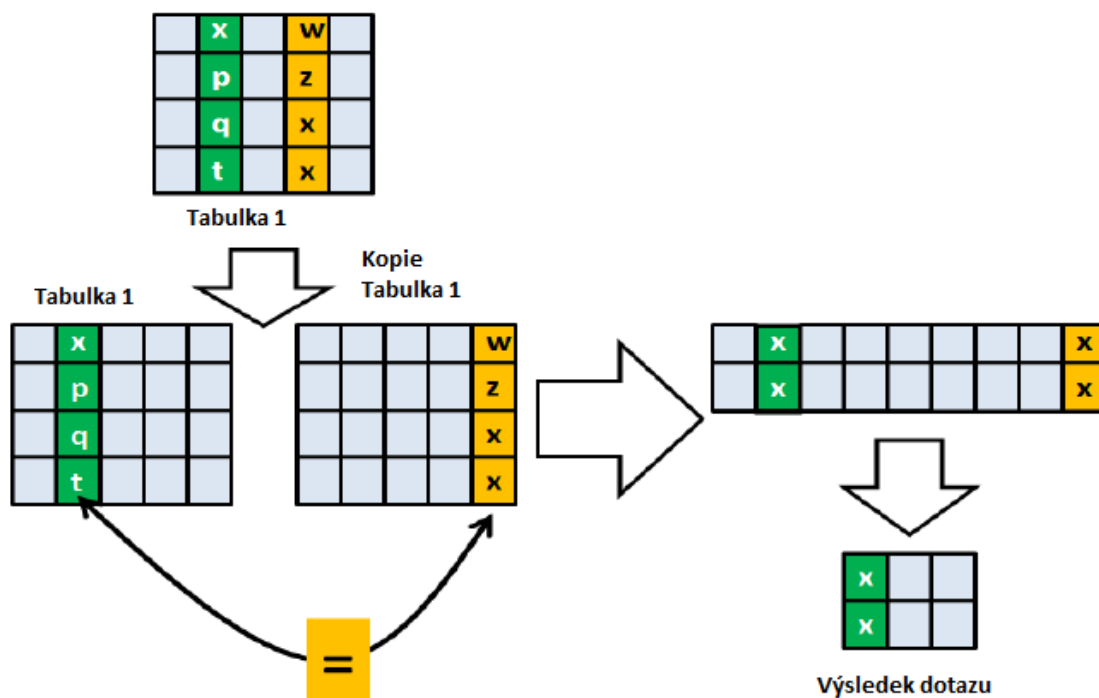 x w
p z
q x
t x
Tabulka 1
Kopie
Tabulka 1
Tabulka 1
x
p
q
t
w
z
x
x
x x
x x
=
x
x
Výsledek dotazu